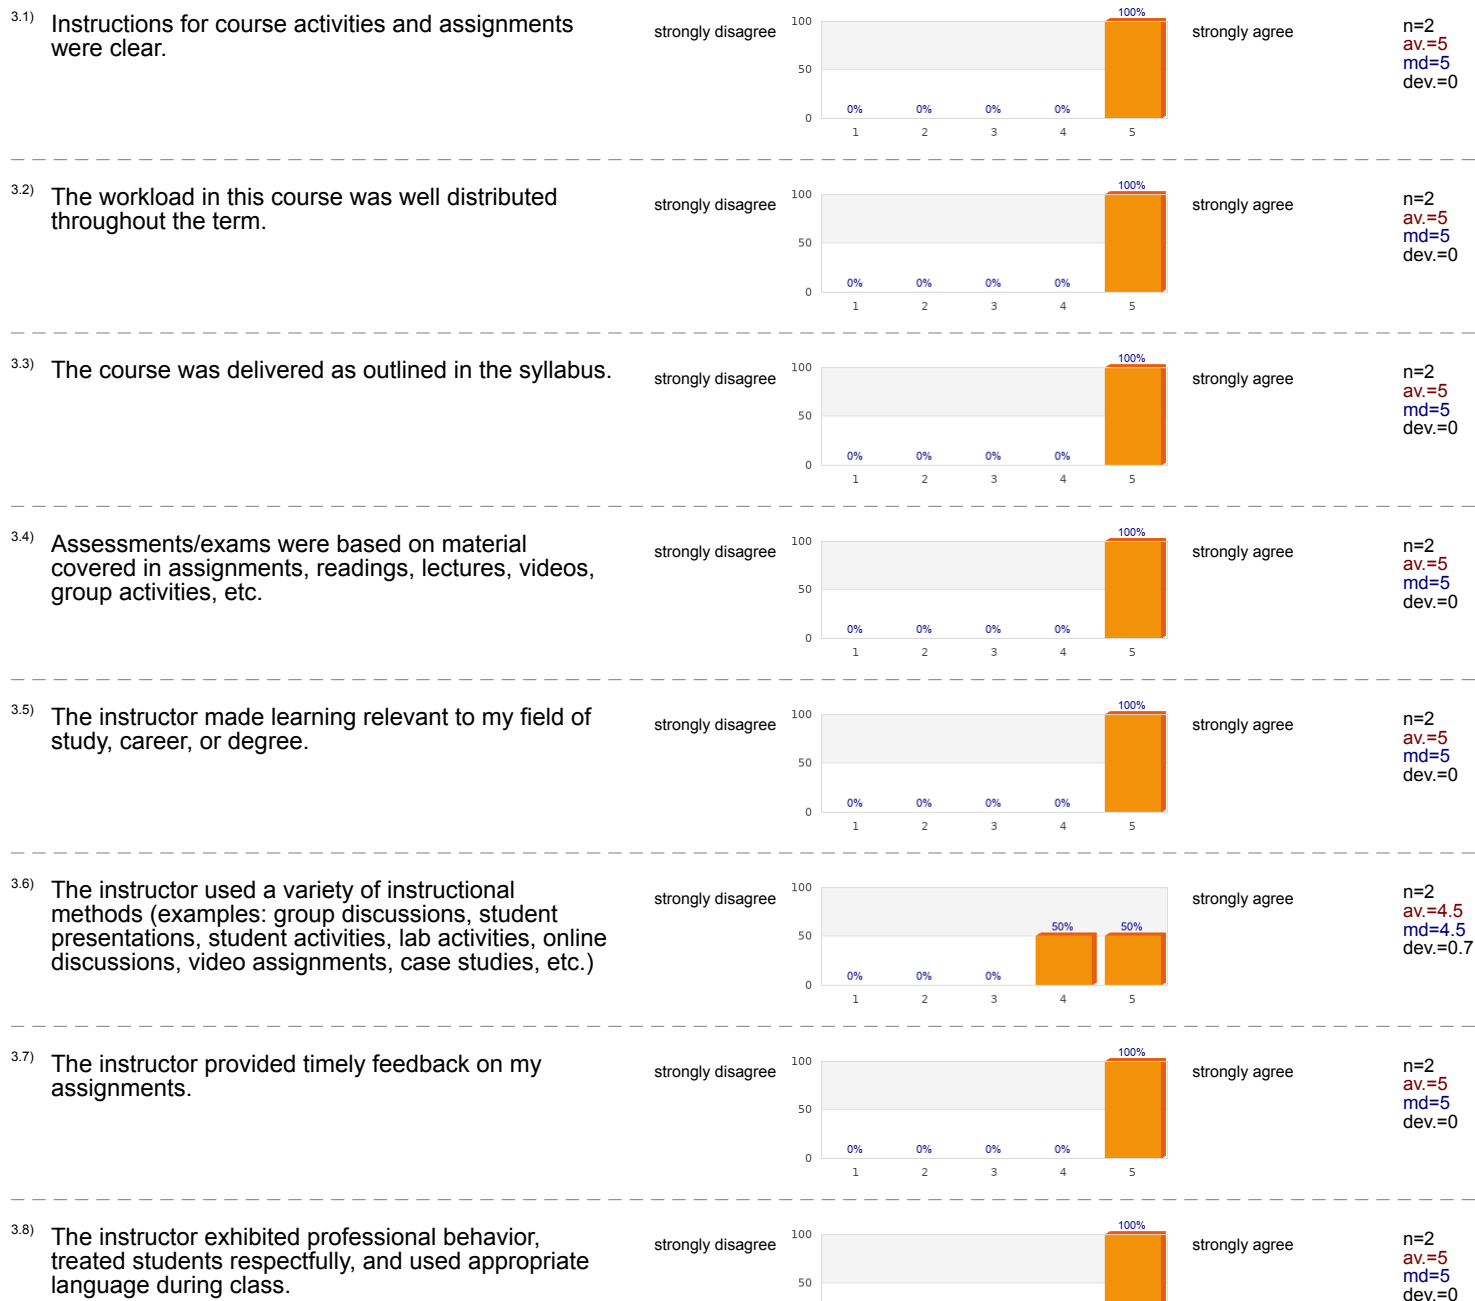 3.1) Instructions for course activities and assignments were clear.
strongly disagree
100
50
0
0% 0% 0% 0% 100%
1 2 3 4 5
strongly agree
n=2
av.=5
md=5
dev.=0
3.2) The workload in this course was well distributed throughout the term.
strongly disagree
100
50
0
0% 0% 0% 0% 100%
1 2 3 4 5
strongly agree
n=2
av.=5
md=5
dev.=0
3.3) The course was delivered as outlined in the syllabus.
strongly disagree
100
50
0
0% 0% 0% 0% 100%
1 2 3 4 5
strongly agree
n=2
av.=5
md=5
dev.=0
3.4) Assessments/exams were based on material
covered in assignments, readings, lectures, videos,
group activities, etc.
strongly disagree
100
50
0
0% 0% 0% 0% 100%
1 2 3 4 5
strongly agree
n=2
av.=5
md=5
dev.=0
3.5) The instructor made learning relevant to my field of
study, career, or degree.
strongly disagree
100
50
0
0% 0% 0% 0% 100%
1 2 3 4 5
strongly agree
n=2
av.=5
md=5
dev.=0
3.6) The instructor used a variety of instructional
methods (examples: group discussions, student
presentations, student activities, lab activities, online
discussions, video assignments, case studies, etc.)
strongly disagree
100
50
0
0% 0% 0% 50% 50%
1 2 3 4 5
strongly agree
n=2
av.=4.5
md=4.5
dev.=0.7
3.7) The instructor provided timely feedback on my
assignments.
strongly disagree
100
50
0
0% 0% 0% 0% 100%
1 2 3 4 5
strongly agree
n=2
av.=5
md=5
dev.=0
3.8) The instructor exhibited professional behavior,
treated students respectfully, and used appropriate
language during class.
strongly disagree
100
50
100%
strongly agree
n=2
av.=5
md=5
dev.=0